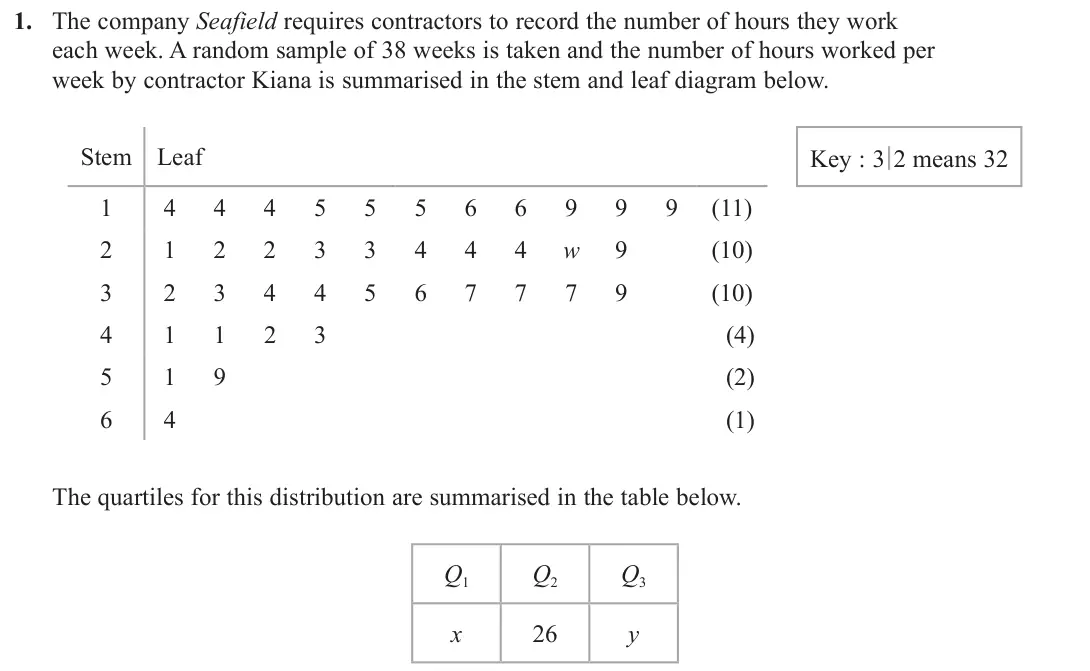 1. The company Seafield requires contractors to record the number of hours they work
each week. A random sample of 38 weeks is taken and the number of hours worked per
week by contractor Kiana is summarised in the stem and leaf diagram below.
Stem Leaf
Key : 3|2 means 32
1 4 4 4 5 5 5 6 6 9 9 9 (11)
2 1 2 2 3 3 4 4 4 w 9 (10)
3 2 3 4 4 5 6 7 7 7 9 (10)
4 1 1 2 3 (4)
5 1 9 (2)
6 4 (1)
The quartiles for this distribution are summarised in the table below.
Q₁ Q₂ Q₃
x 26 y